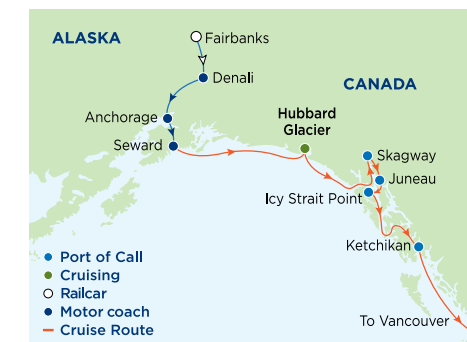 ALASKA
Fairbanks
Denali
CANADA
Anchorage
Hubbard
Glacier
Seward
Skagway
Juneau
Icy Strait Point
Ketchikan
Port of Call
Cruising
Railcar
Motor coach
Cruise Route
To Vancouver